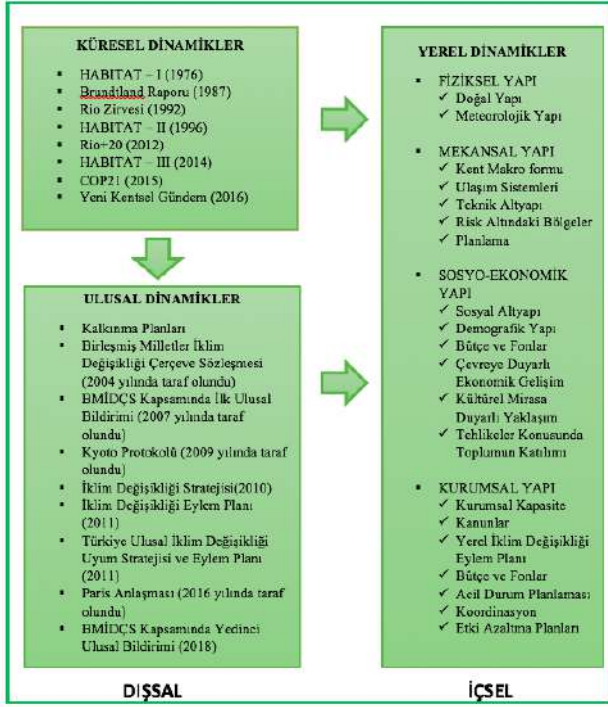 KÜRESEL DİNAMİKLER
▪ HABITAT – I (1976)
▪ Brundtland Raporu (1987)
▪ Rio Zirvesi (1992)
▪ HABITAT – II (1996)
▪ Rio+20 (2012)
▪ HABITAT – III (2014)
▪ COP21 (2015)
▪ Yeni Kentsel Gündem (2016)
ULUSAL DİNAMİKLER
▪ Kalkınma Planları
▪ Birleşmiş Milletler İklim
Değişikliği Çerçeve Sözleşmesi
(2004 yılında taraf olundu)
▪ BMİDÇS Kapsamında İlk Ulusal
Bildirimi (2007 yılında taraf
olundu)
▪ Kyoto Protokolü (2009 yılında taraf
olundu)
▪ İklim Değişikliği Stratejisi(2010)
▪ İklim Değişikliği Eylem Planı
(2011)
▪ Türkiye Ulusal İklim Değişikliği
Uyum Stratejisi ve Eylem Planı
(2011)
▪ Paris Anlaşması (2016 yılında taraf
olundu)
▪ BMİDÇS Kapsamında Yedinci
Ulusal Bildirimi (2018)
DIŞSAL
YEREL DİNAMİKLER
▪ FİZİKSEL YAPI
✓ Doğal Yapı
✓ Meteorolojik Yapı
▪ MEKANSAL YAPI
✓ Kent Makro formu
✓ Ulaşım Sistemleri
✓ Teknik Altyapı
✓ Risk Altındaki Bölgeler
✓ Planlama
▪ SOSYO-EKONOMİK
YAPI
✓ Sosyal Altyapı
✓ Demografik Yapı
✓ Bütçe ve Fonlar
✓ Çevreye Duyarlı
Ekonomik Gelişim
✓ Kültürel Mirasa
Duyarlı Yaklaşım
✓ Tehlikeler Konusunda
Toplumun Katılımı
▪ KURUMSAL YAPI
✓ Kurumsal Kapasite
✓ Kanunlar
✓ Yerel İklim Değişikliği
Eylem Planı
✓ Bütçe ve Fonlar
✓ Acil Durum Planlaması
✓ Koordinasyon
✓ Etki Azaltma Planları
İÇSEL